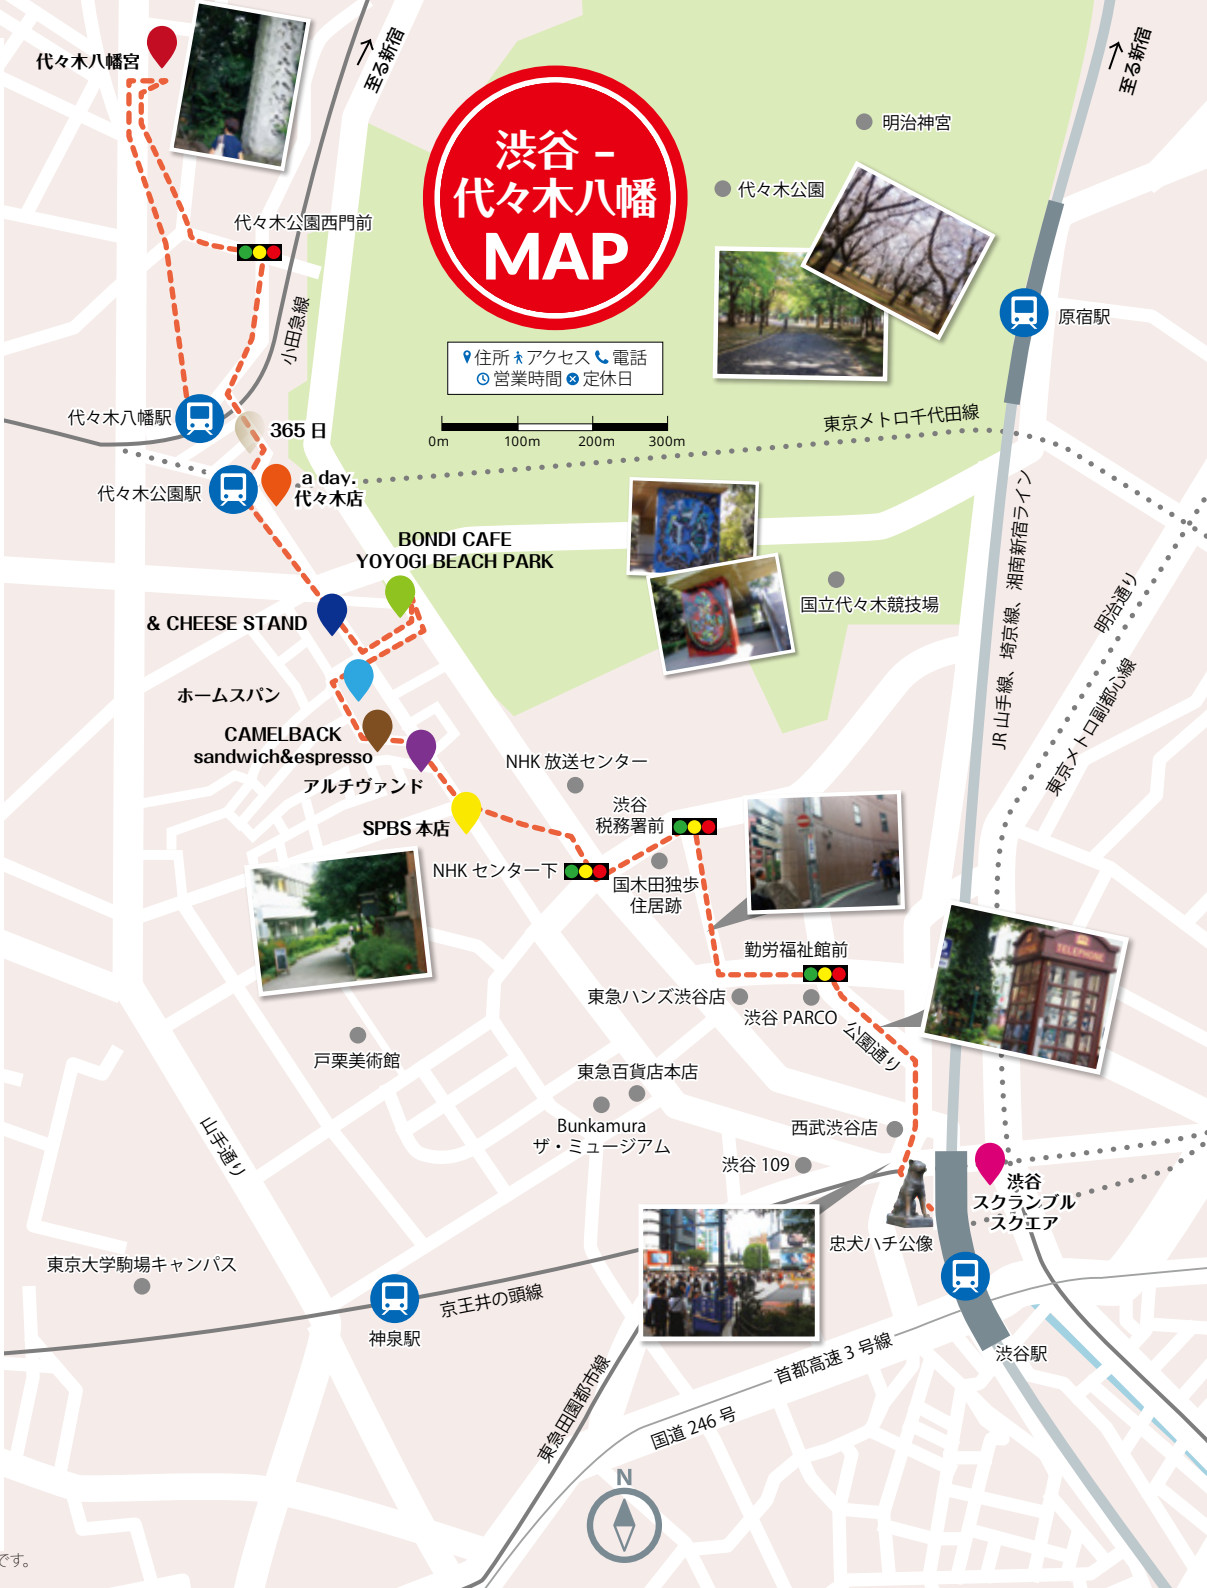 代々木八幡宮
至る新宿
至る新宿
渋谷 -
代々木八幡
MAP
明治神宮
代々木公園
代々木公園西門前
小田急線
原宿駅
住所 アクセス 電話
営業時間 定休日
0m 100m 200m 300m
東京メトロ千代田線
代々木八幡駅
365 日
代々木公園駅
a day.
代々木店
BONDI CAFE
YOYOGI BEACH PARK
& CHEESE STAND
国立代々木競技場
JR 山手線、埼京線、湘南新宿ライン
明治通り
東京メトロ副都心線
ホームスパン
CAMELBACK
sandwich&espresso
アルチヴァンド
SPBS 本店
NHK 放送センター
渋谷
税務署前
NHK センター下
国木田独歩
住居跡
勤労福祉館前
東急ハンズ渋谷店
渋谷 PARCO
公園通り
TELEPHONE
戸栗美術館
東急百貨店本店
Bunkamura
ザ・ミュージアム
山手通り
西武渋谷店
渋谷 109
渋谷
スクランブル
スクエア
忠犬ハチ公像
東京大学駒場キャンパス
京王井の頭線
神泉駅
渋谷駅
首都高速 3 号線
国道 246 号
東急田園都市線
N
です。